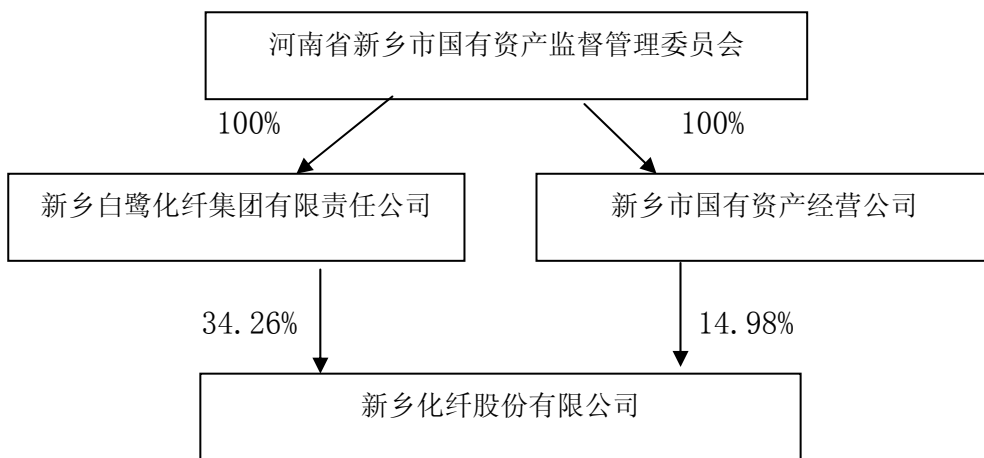 河南省新乡市国有资产监督管理委员会
100%
100%
新乡白鹭化纤集团有限责任公司
新乡市国有资产经营公司
34.26%
14.98%
新乡化纤股份有限公司